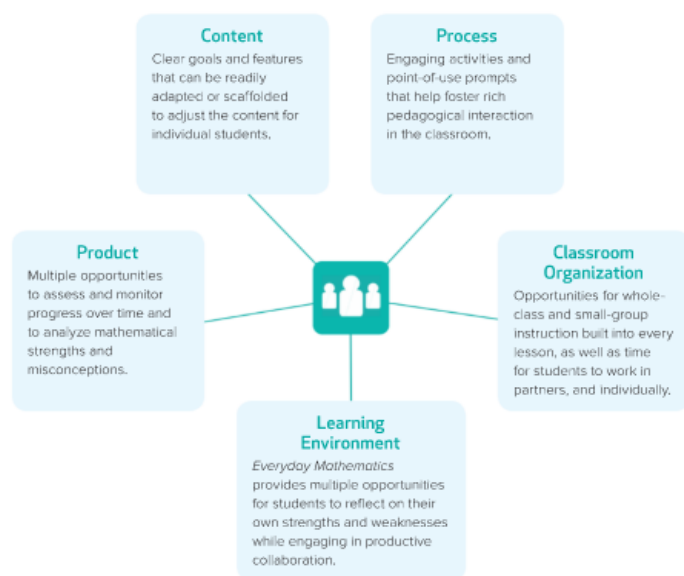 Content
Clear goals and features
that can be readily
adapted or scaffolded
to adjust the content for
individual students.
Process
Engaging activities and
point-of-use prompts
that help foster rich
pedagogical interaction
in the classroom.
Product
Multiple opportunities
to assess and monitor
progress over time and
to analyze mathematical
strengths and
misconceptions.
Classroom
Organization
Opportunities for whole-
class and small-group
instruction built into every
lesson, as well as time
for students to work in
partners, and individually.
Learning
Environment
Everyday Mathematics
provides multiple opportunities
for students to reflect on their
own strengths and weaknesses
while engaging in productive
collaboration.